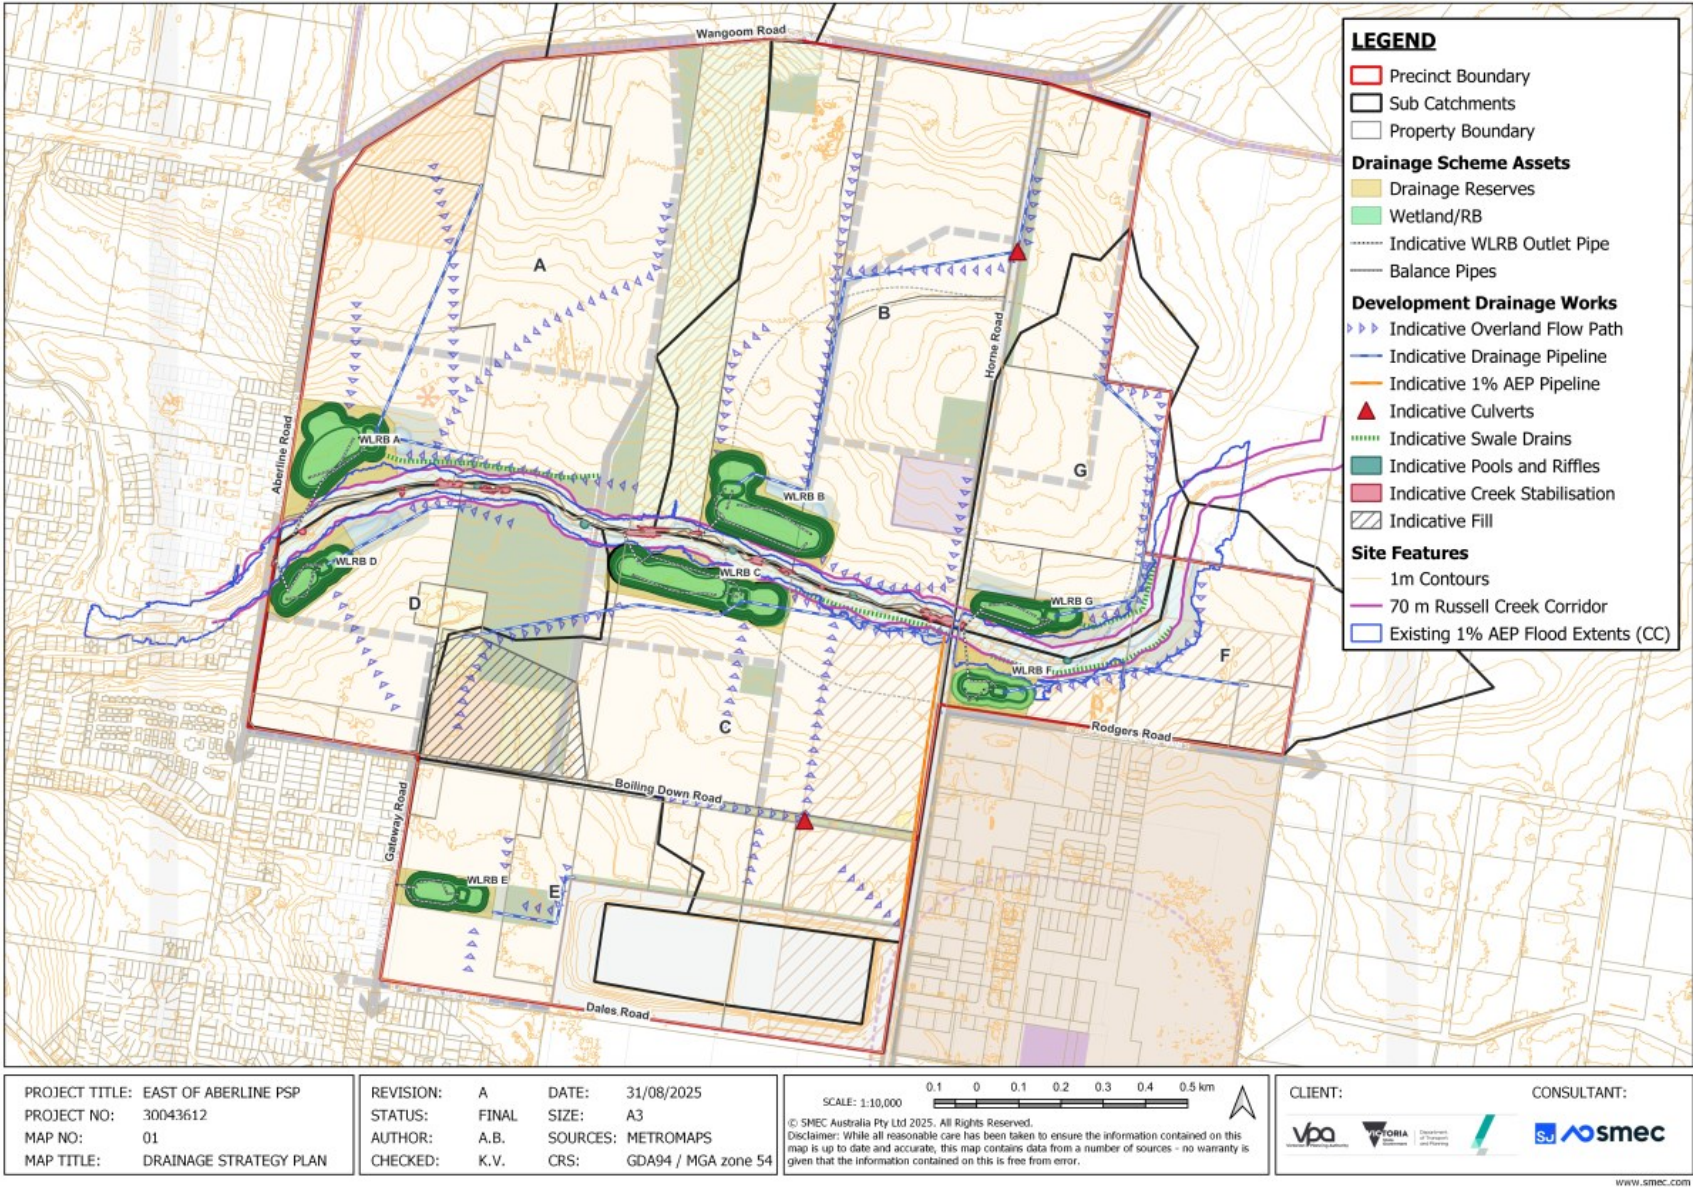 Wangoom Road
A
B
Horne Road
Aberline Road
WLRB A
WLRB B
G
WLRB D
WLRB C
WLRB G
D
WLRB F
F
C
Rodgers Road
Boiling Down Road
Gateway Road
WLRB E
E
Dales Road
LEGEND
Precinct Boundary
Sub Catchments
Property Boundary
Drainage Scheme Assets
Drainage Reserves
Wetland/RB
Indicative WLRB Outlet Pipe
Balance Pipes
Development Drainage Works
Indicative Overland Flow Path
Indicative Drainage Pipeline
Indicative 1% AEP Pipeline
Indicative Culverts
Indicative Swale Drains
Indicative Pools and Riffles
Indicative Creek Stabilisation
Indicative Fill
Site Features
1m Contours
70 m Russell Creek Corridor
Existing 1% AEP Flood Extents (CC)
PROJECT TITLE: EAST OF ABERLINE PSP
PROJECT NO: 30043612
MAP NO: 01
MAP TITLE: DRAINAGE STRATEGY PLAN
REVISION: A DATE: 31/08/2025
STATUS: FINAL SIZE: A3
AUTHOR: A.B. SOURCES: METROMAPS
CHECKED: K.V. CRS: GDA94 / MGA zone 54
0.1 0 0.1 0.2 0.3 0.4 0.5 km
SCALE: 1:10,000
© SMEC Australia Pty Ltd 2025. All Rights Reserved.
Disclaimer: While all reasonable care has been taken to ensure the information contained on this
map is up to date and accurate, this map contains data from a number of sources - no warranty is
given that the information contained on this is free from error.
CLIENT:
CONSULTANT:
vpa
VICTORIA
State Government
Department of Transport and Planning
SJ smec
www.smec.com